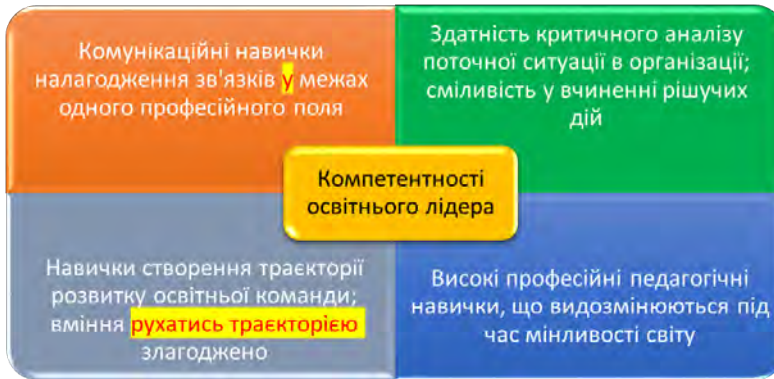 Комунікаційні навички
налагодження зв'язків у межах
одного професійного поля
Здатність критичного аналізу
поточної ситуації в організації;
сміливість у вчиненні рішучих
дій
Компетентності
освітнього лідера
Навички створення траєкторії
розвитку освітньої команди;
вміння рухатись траєкторією
злагоджено
Високі професійні педагогічні
навички, що видозмінюються під
час мінливості світу